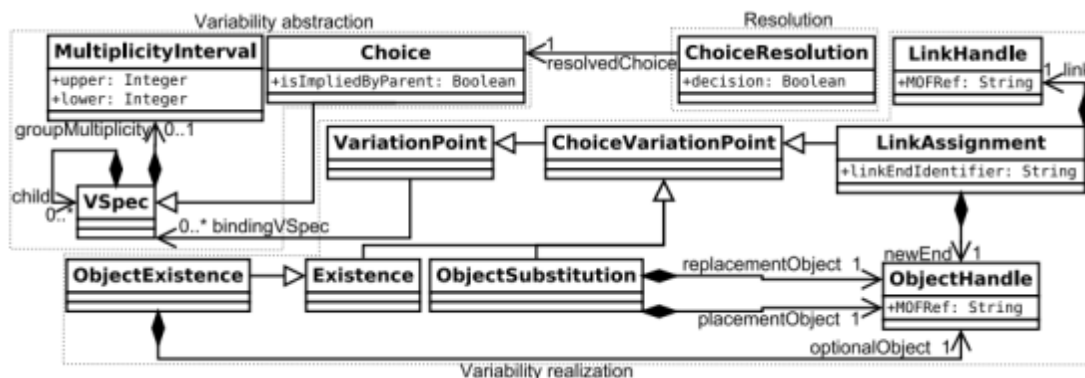 Variability abstraction
Resolution
MultiplicityInterval
+upper: Integer
+lower: Integer
Choice
+isImpliedByParent: Boolean
1
resolvedChoice
ChoiceResolution
+decision: Boolean
LinkHandle
+MOFRef: String
1 link
groupMultiplicity 0..1
VariationPoint
ChoiceVariationPoint
LinkAssignment
+linkEndIdentifier: String
child
0..*
VSpec
0..* bindingVSpec
ObjectExistence
Existence
ObjectSubstitution
replacementObject 1
newEnd 1
ObjectHandle
+MOFRef: String
placementObject 1
optionalObject 1
Variability realization